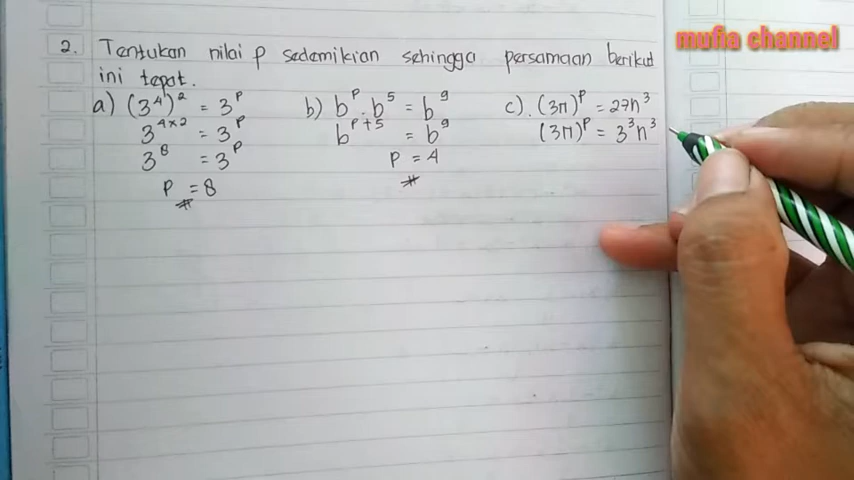 mufia channel
2. Tentukan nilai p sedemikian sehingga persamaan berikut
ini tepat.
a) (3⁴)² = 3ᵖ
3⁴ˣ² = 3ᵖ
3⁸ = 3ᵖ
p = 8
b) bᵖ . b⁵ = b⁹
bᵖ⁺⁵ = b⁹
p = 4
c). (3π)ᵖ = 27π³
(3π)ᵖ = 3³π³